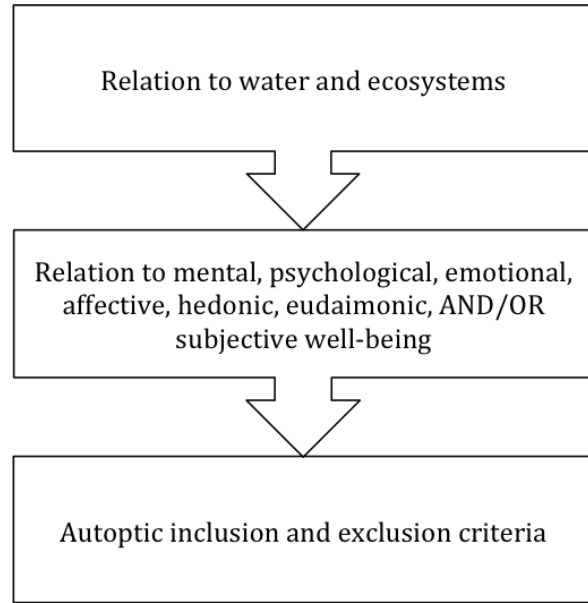 Relation to water and ecosystems
Relation to mental, psychological, emotional,
affective, hedonic, eudaimonic, AND/OR
subjective well-being
Autoptic inclusion and exclusion criteria